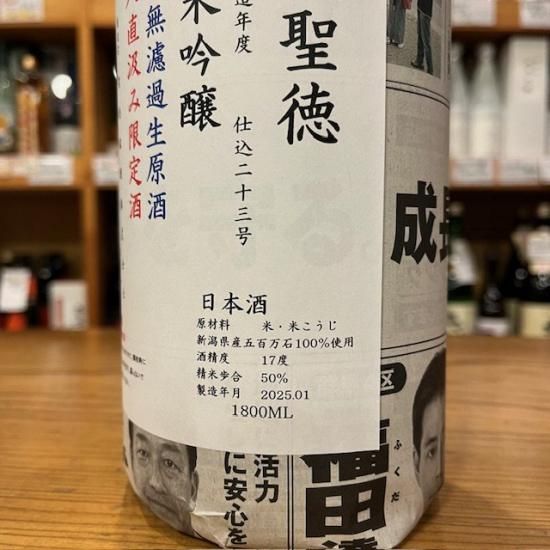 聖徳
造年度 仕込二十三号
米吟醸
無濾過生原酒
直汲み限定酒
日本酒
原材料 米・米こうじ
新潟県産五百万石100%使用
酒精度 17度
精米歩合 50%
製造年月 2025.01
1800ML
成長
区
福田
ふくだ
活力
に安心を